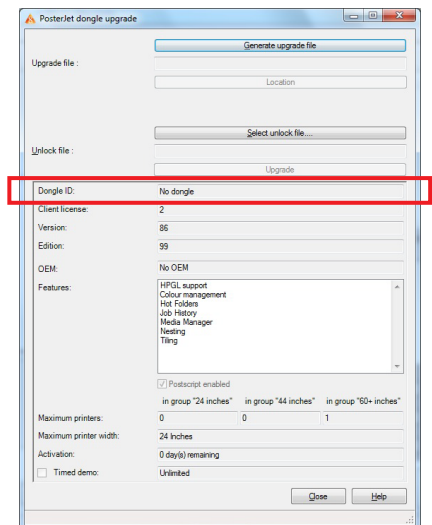 PosterJet dongle upgrade
Generate upgrade file
Upgrade file :
Location
Select unlock file....
Unlock file :
Upgrade
Dongle ID: No dongle
Client license: 2
Version: 86
Edition: 99
OEM: No OEM
Features: HPGL support
Colour management
Hot Folders
Job History
Media Manager
Nesting
Tiling
Postscript enabled
in group "24 inches" in group "44 inches" in group "60+ inches"
Maximum printers: 0 0 1
Maximum printer width: 24 Inches
Activation: 0 day(s) remaining
Timed demo: Unlimited
Close Help